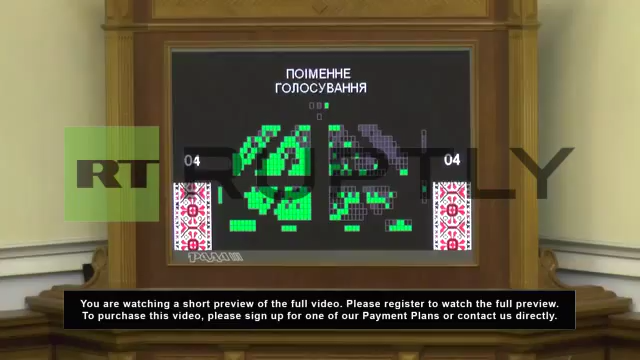 ПОІМЕННЕ
ГОЛОСУВАННЯ
04
04
RT RUPTLY
РАДА
You are watching a short preview of the full video. Please register to watch the full preview.
To purchase this video, please sign up for one of our Payment Plans or contact us directly.